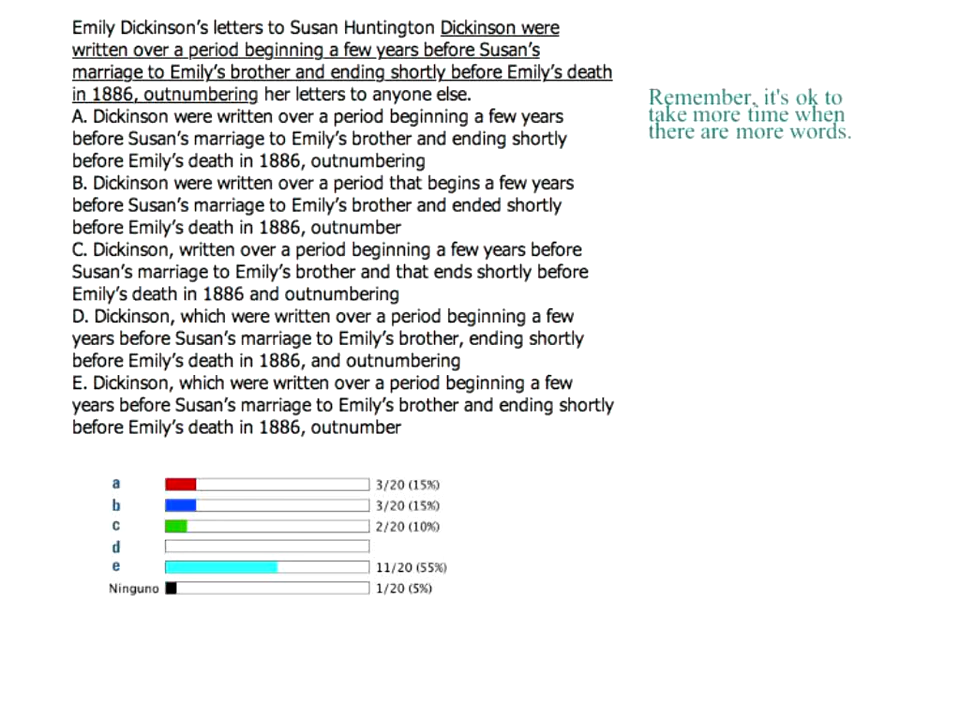 Emily Dickinson's letters to Susan Huntington Dickinson were
written over a period beginning a few years before Susan's
marriage to Emily's brother and ending shortly before Emily's death
in 1886, outnumbering her letters to anyone else.
A. Dickinson were written over a period beginning a few years
before Susan's marriage to Emily's brother and ending shortly
before Emily's death in 1886, outnumbering
B. Dickinson were written over a period that begins a few years
before Susan's marriage to Emily's brother and ended shortly
before Emily's death in 1886, outnumber
C. Dickinson, written over a period beginning a few years before
Susan's marriage to Emily's brother and that ends shortly before
Emily's death in 1886 and outnumbering
D. Dickinson, which were written over a period beginning a few
years before Susan's marriage to Emily's brother, ending shortly
before Emily's death in 1886, and outnumbering
E. Dickinson, which were written over a period beginning a few
years before Susan's marriage to Emily's brother and ending shortly
before Emily's death in 1886, outnumber
Remember, it's ok to
take more time when
there are more words.
a 3/20 (15%)
b 3/20 (15%)
c 2/20 (10%)
d
e 11/20 (55%)
Ninguno 1/20 (5%)